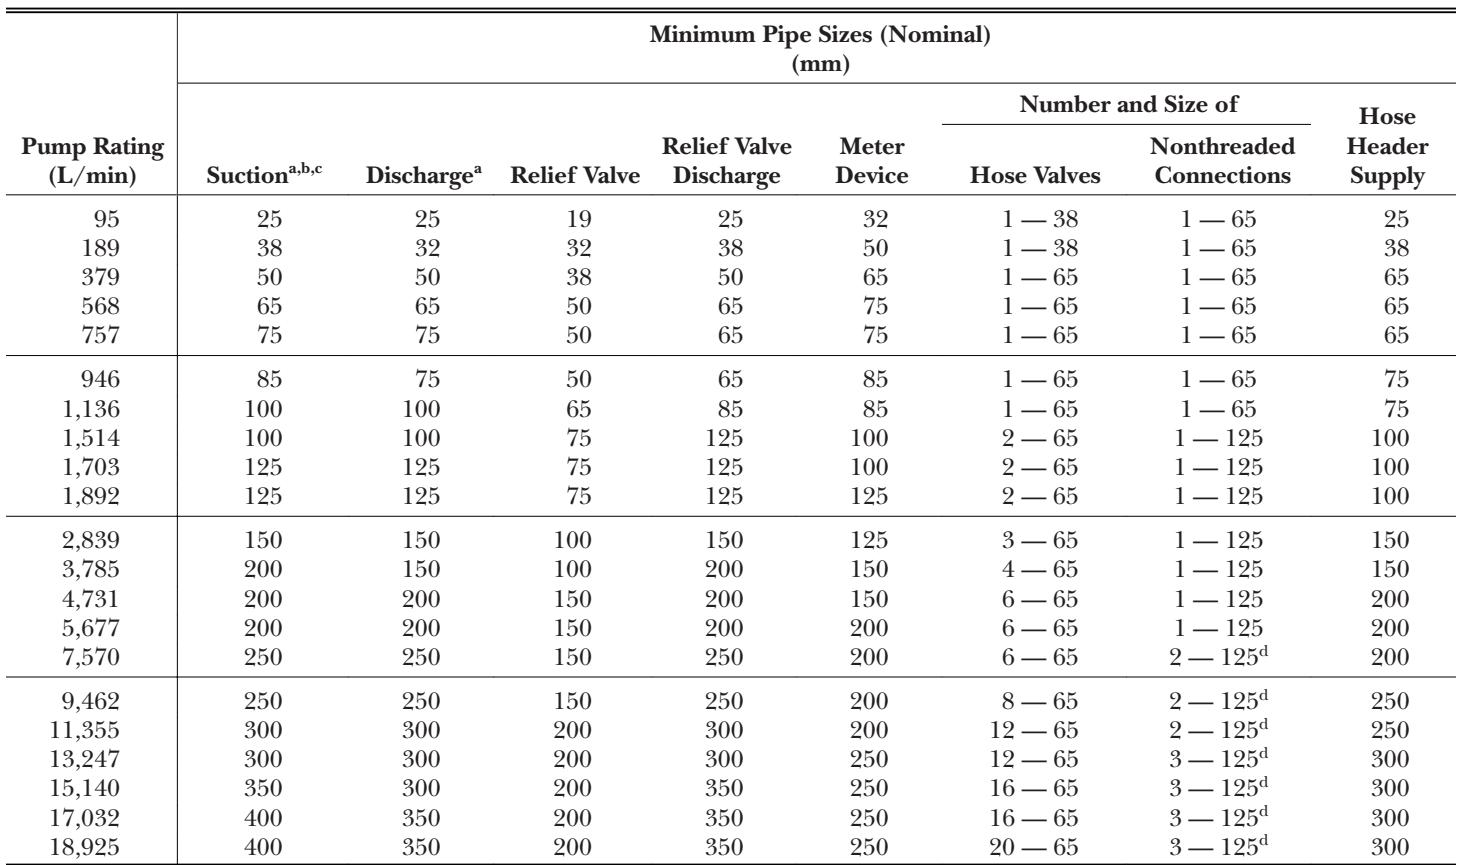 Minimum Pipe Sizes (Nominal)
(mm)
Number and Size of
Pump Rating (L/min) Suction^a,b,c Discharge^a Relief Valve Relief Valve Discharge Meter Device Hose Valves Nonthreaded Connections Hose Header Supply
95 25 25 19 25 32 1 — 38 1 — 65 25
189 38 32 32 38 50 1 — 38 1 — 65 38
379 50 50 38 50 65 1 — 65 1 — 65 65
568 65 65 50 65 75 1 — 65 1 — 65 65
757 75 75 50 65 75 1 — 65 1 — 65 65
946 85 75 50 65 85 1 — 65 1 — 65 75
1,136 100 100 65 85 85 1 — 65 1 — 65 75
1,514 100 100 75 125 100 2 — 65 1 — 125 100
1,703 125 125 75 125 100 2 — 65 1 — 125 100
1,892 125 125 75 125 125 2 — 65 1 — 125 100
2,839 150 150 100 150 125 3 — 65 1 — 125 150
3,785 200 150 100 200 150 4 — 65 1 — 125 150
4,731 200 200 150 200 150 6 — 65 1 — 125 200
5,677 200 200 150 200 200 6 — 65 1 — 125 200
7,570 250 250 150 250 200 6 — 65 2 — 125^d 200
9,462 250 250 150 250 200 8 — 65 2 — 125^d 250
11,355 300 300 200 300 200 12 — 65 2 — 125^d 250
13,247 300 300 200 300 250 12 — 65 3 — 125^d 300
15,140 350 300 200 350 250 16 — 65 3 — 125^d 300
17,032 400 350 200 350 250 16 — 65 3 — 125^d 300
18,925 400 350 200 350 250 20 — 65 3 — 125^d 300